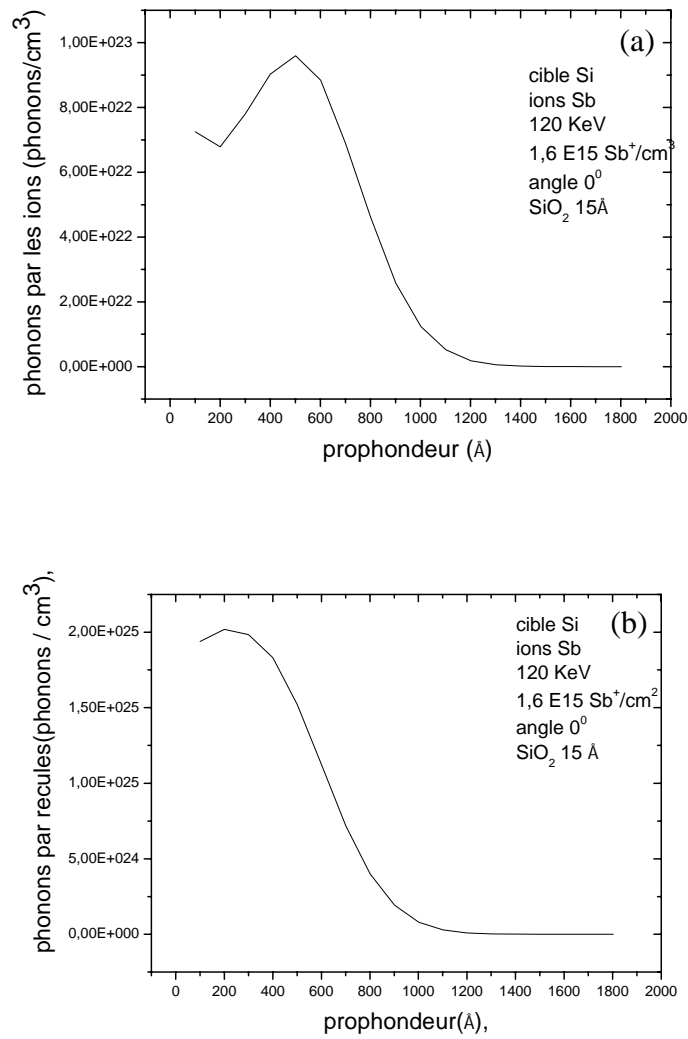 (a)
cible Si
ions Sb
120 KeV
1,6 E15 Sb⁺/cm³
angle 0⁰
SiO₂ 15Å
phonons par les ions (phonons/cm³)
1,00E+023
8,00E+022
6,00E+022
4,00E+022
2,00E+022
0,00E+000
0 200 400 600 800 1000 1200 1400 1600 1800 2000
prophondeur (Å)
(b)
cible Si
ions Sb
120 KeV
1,6 E15 Sb⁺/cm²
angle 0⁰
SiO₂ 15 Å
phonons par recules(phonons / cm³),
2,00E+025
1,50E+025
1,00E+025
5,00E+024
0,00E+000
0 200 400 600 800 1000 1200 1400 1600 1800 2000
prophondeur(Å),